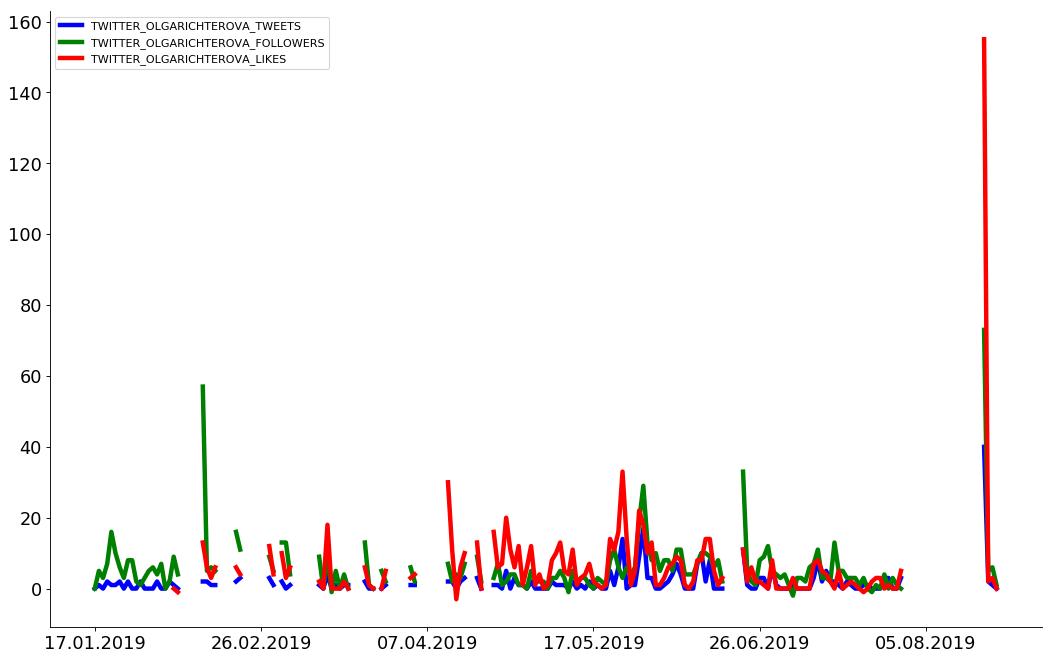 160
140
120
100
80
60
40
20
0
TWITTER_OLGARICHTEROVA_TWEETS
TWITTER_OLGARICHTEROVA_FOLLOWERS
TWITTER_OLGARICHTEROVA_LIKES
17.01.2019 26.02.2019 07.04.2019 17.05.2019 26.06.2019 05.08.2019